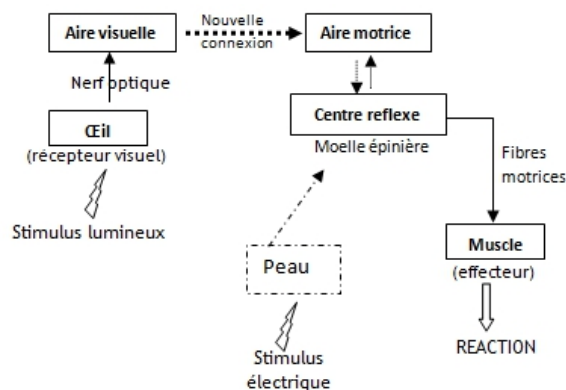 Aire visuelle
Nouvelle
connexion
Aire motrice
Nerf optique
Œil
(récepteur visuel)
Stimulus lumineux
Centre reflexe
Moelle épinière
Fibres
motrices
Peau
Stimulus
électrique
Muscle
(effecteur)
REACTION